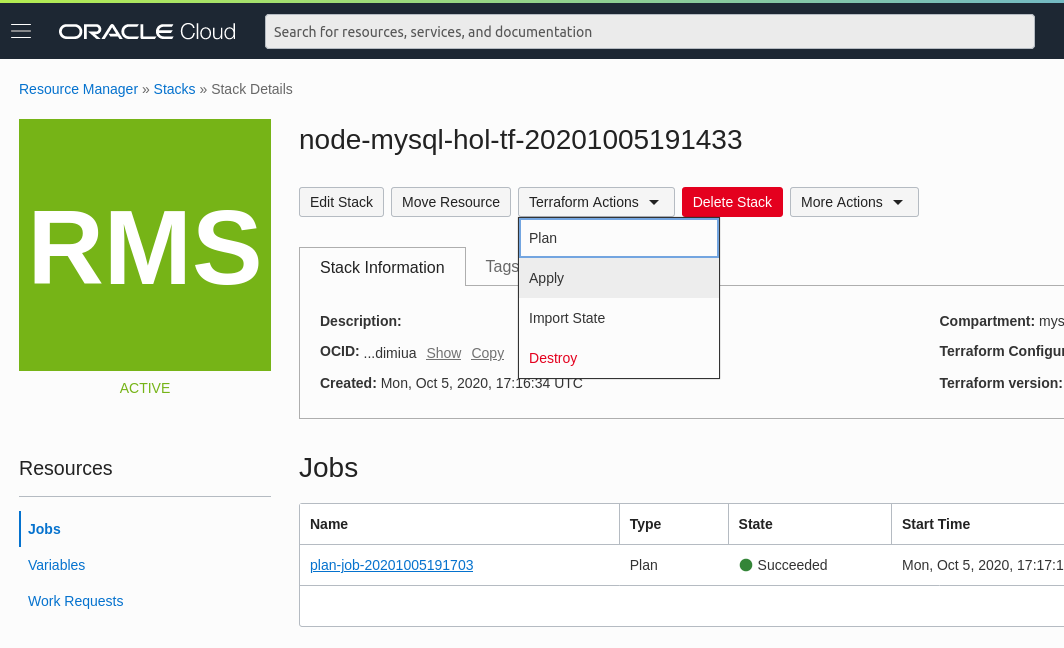 ORACLE Cloud
Search for resources, services, and documentation
Resource Manager » Stacks » Stack Details
RMS
ACTIVE
node-mysql-hol-tf-20201005191433
Edit Stack Move Resource Terraform Actions Delete Stack More Actions
Plan
Apply
Import State
Destroy
Stack Information Tags
Description:
OCID: ...dimiua Show Copy
Created: Mon, Oct 5, 2020, 17:16:34 UTC
Compartment: mys
Terraform Configur
Terraform version:
Resources
Jobs
Variables
Work Requests
Jobs
Name Type State Start Time
plan-job-20201005191703 Plan Succeeded Mon, Oct 5, 2020, 17:17:1